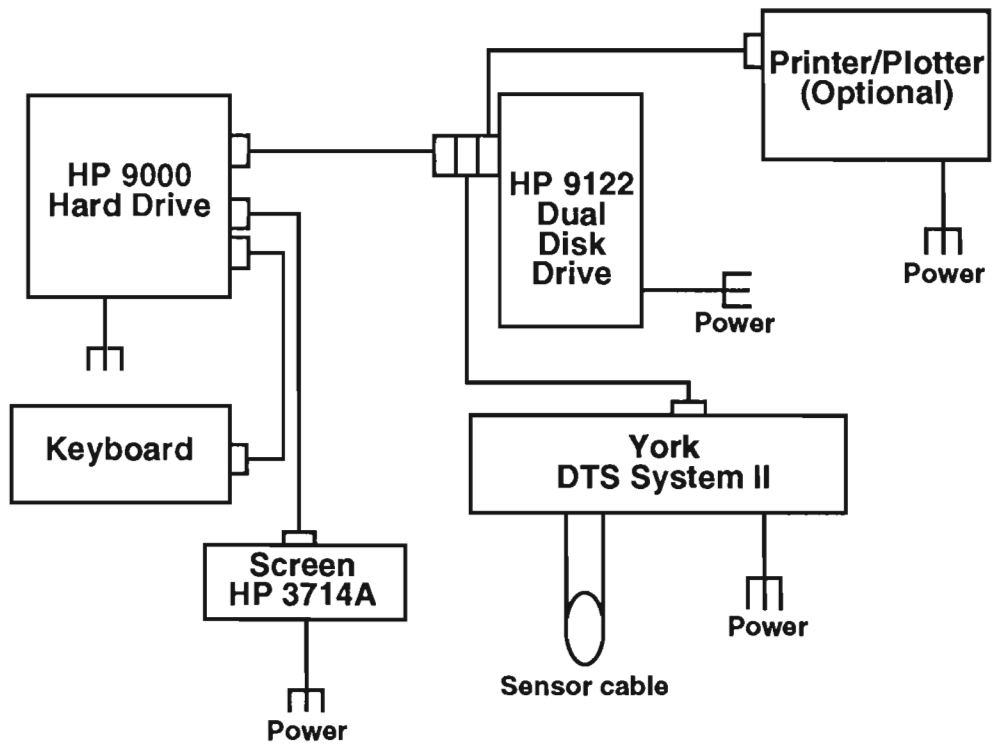 Printer/Plotter
(Optional)
HP 9000
Hard Drive
HP 9122
Dual
Disk
Drive
Power
Power
Keyboard
York
DTS System II
Screen
HP 3714A
Power
Sensor cable
Power